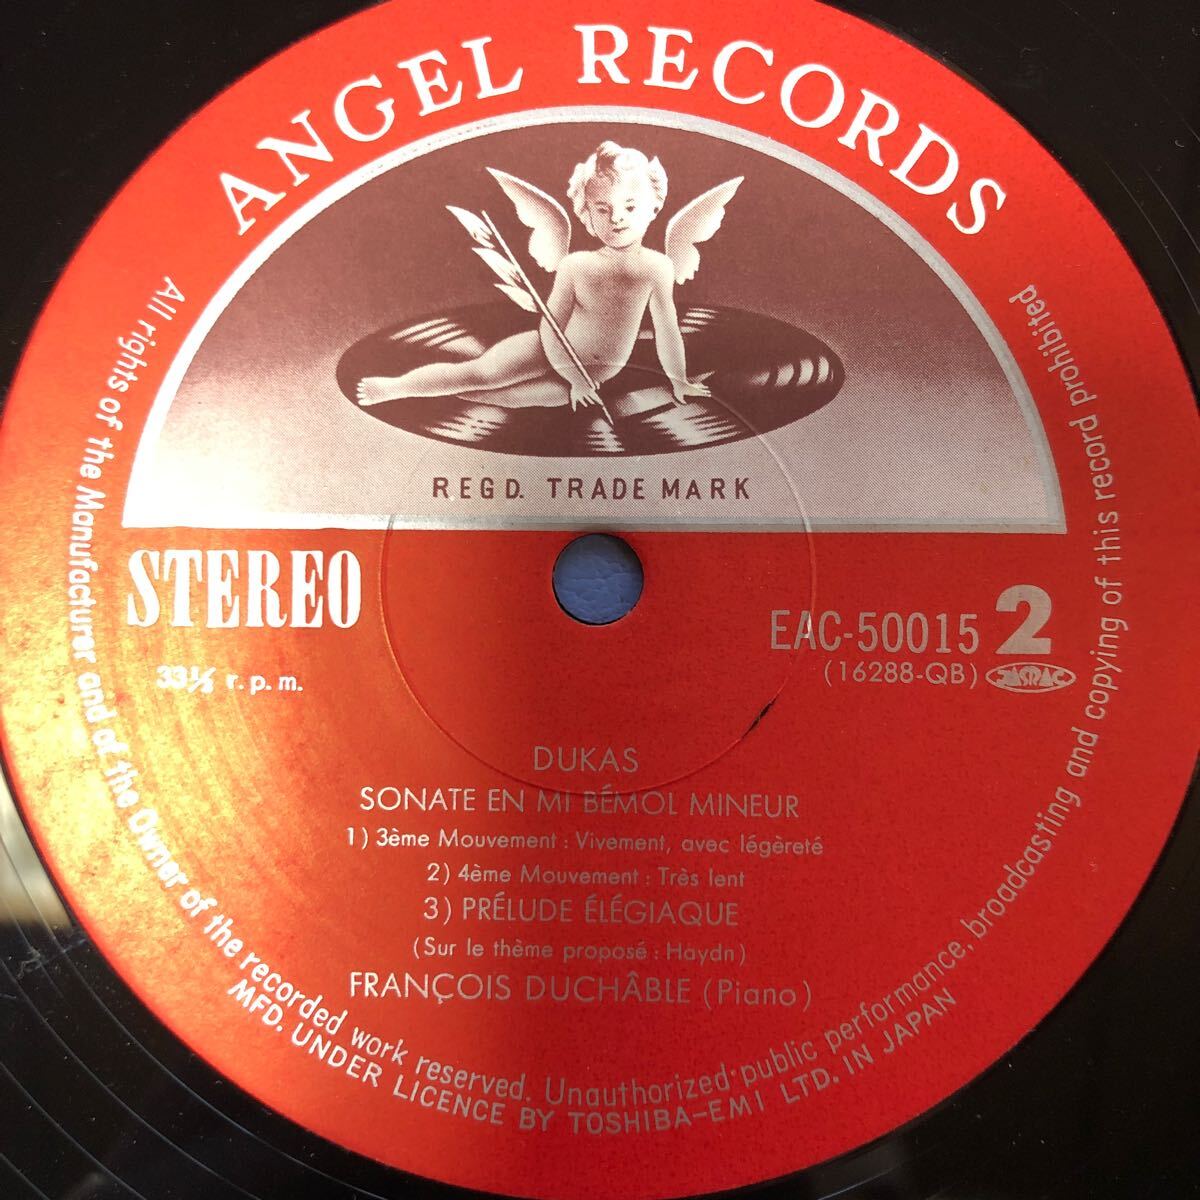 ANGEL RECORDS
REGD. TRADE MARK
STEREO
33⅓ r.p.m.
EAC-50015 2
(16288-QB) JASRAC
DUKAS
SONATE EN MI BÉMOL MINEUR
1) 3ème Mouvement : Vivement, avec légèreté
2) 4ème Mouvement : Très lent
3) PRÉLUDE ÉLÉGIAQUE
(Sur le thème proposé : Haydn)
FRANÇOIS DUCHÂBLE (Piano)
All rights of the Manufacturer and of the Owner of the recorded work reserved. Unauthorized public performance, broadcasting and copying of this record prohibited
MFD. UNDER LICENCE BY TOSHIBA-EMI LTD. IN JAPAN